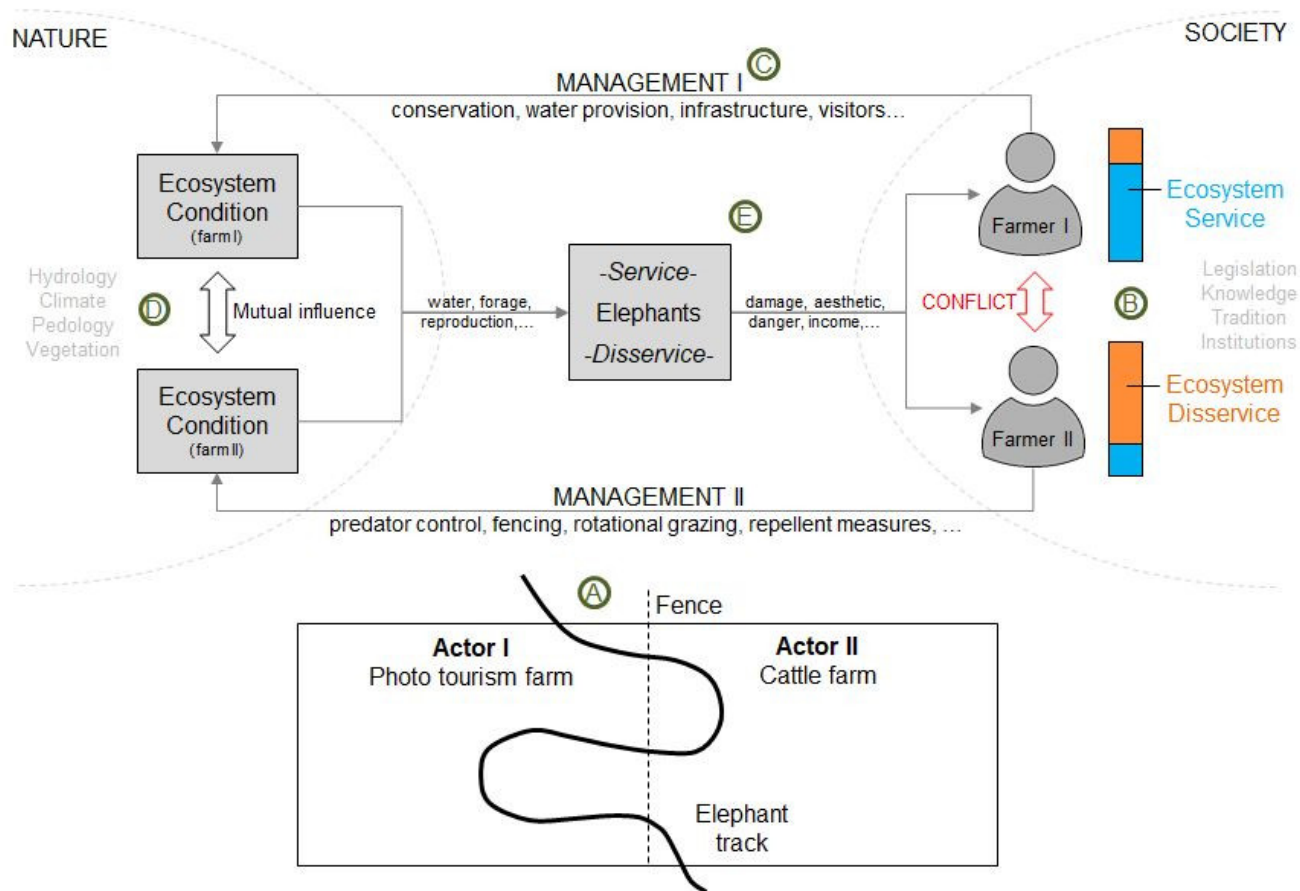 NATURE
SOCIETY
C
MANAGEMENT I
conservation, water provision, infrastructure, visitors…
Ecosystem
Condition
(farm I)
Farmer I
Ecosystem
Service
E
-Service-
Elephants
-Disservice-
Hydrology
Climate
Pedology
Vegetation
D
Mutual influence
water, forage,
reproduction,…
damage, aesthetic,
danger, income,…
CONFLICT
B
Legislation
Knowledge
Tradition
Institutions
Ecosystem
Condition
(farm II)
Farmer II
Ecosystem
Disservice
MANAGEMENT II
predator control, fencing, rotational grazing, repellent measures, …
A
Fence
Actor I
Photo tourism farm
Actor II
Cattle farm
Elephant
track